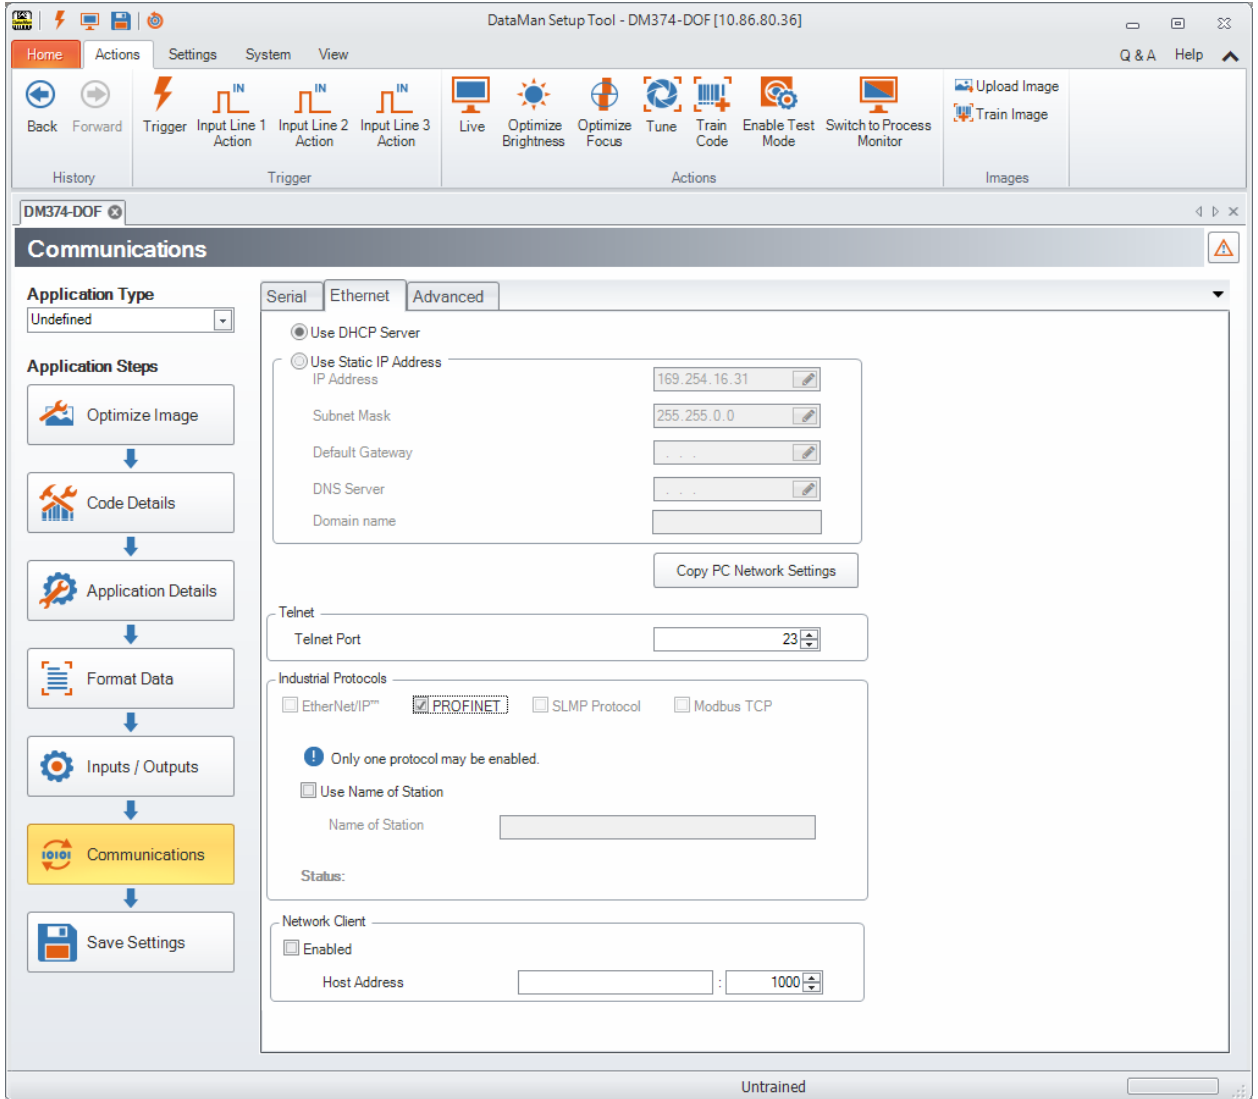 DataMan Setup Tool - DM374-DOF [10.86.80.36]
Home Actions Settings System View Q & A Help
Back Forward
History
Trigger
Input Line 1 Action
Input Line 2 Action
Input Line 3 Action
Trigger
Live
Optimize Brightness
Optimize Focus
Tune
Train Code
Enable Test Mode
Switch to Process Monitor
Actions
Upload Image
Train Image
Images
DM374-DOF
Communications
Application Type
Undefined
Application Steps
Optimize Image
Code Details
Application Details
Format Data
Inputs / Outputs
Communications
Save Settings
Serial Ethernet Advanced
Use DHCP Server
Use Static IP Address
IP Address 169.254.16.31
Subnet Mask 255.255.0.0
Default Gateway . . .
DNS Server . . .
Domain name
Copy PC Network Settings
Telnet
Telnet Port 23
Industrial Protocols
EtherNet/IP™ PROFINET SLMP Protocol Modbus TCP
Only one protocol may be enabled.
Use Name of Station
Name of Station
Status:
Network Client
Enabled
Host Address : 1000
Untrained